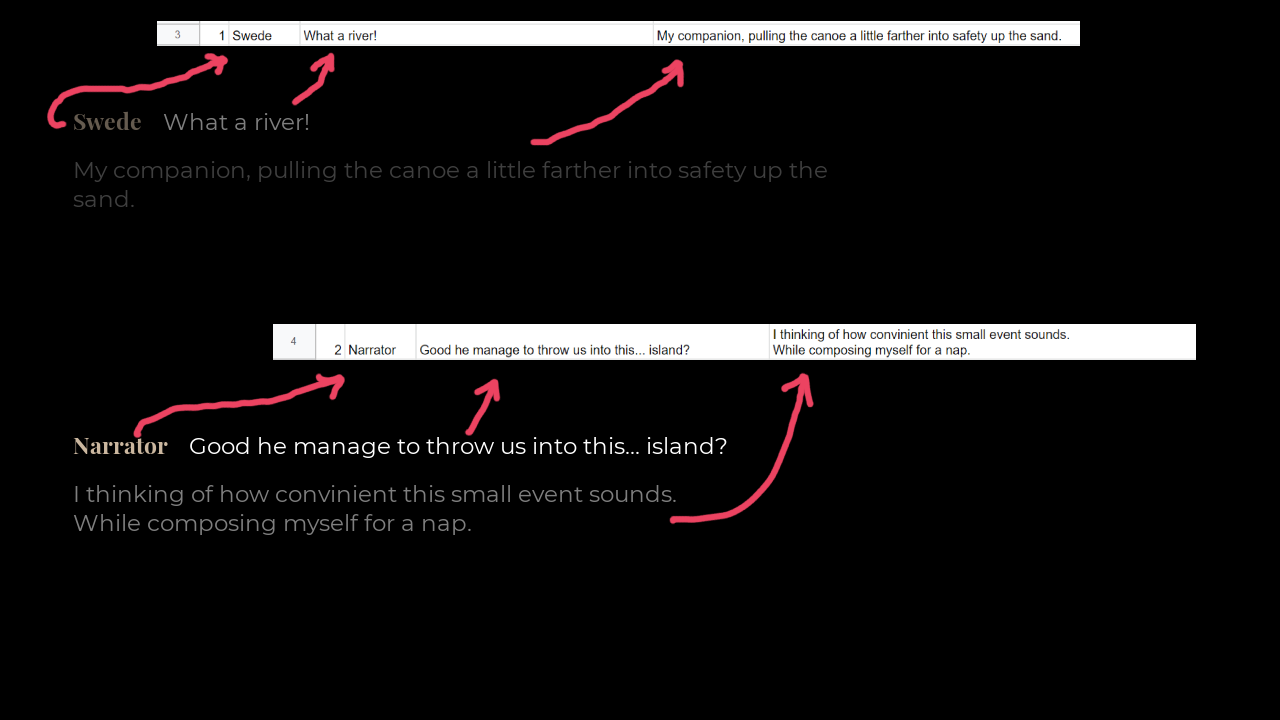 3 1 Swede What a river! My companion, pulling the canoe a little farther into safety up the sand.
Swede What a river!
My companion, pulling the canoe a little farther into safety up the
sand.
I thinking of how convinient this small event sounds.
4 2 Narrator Good he manage to throw us into this... island? While composing myself for a nap.
Narrator Good he manage to throw us into this... island?
I thinking of how convinient this small event sounds.
While composing myself for a nap.